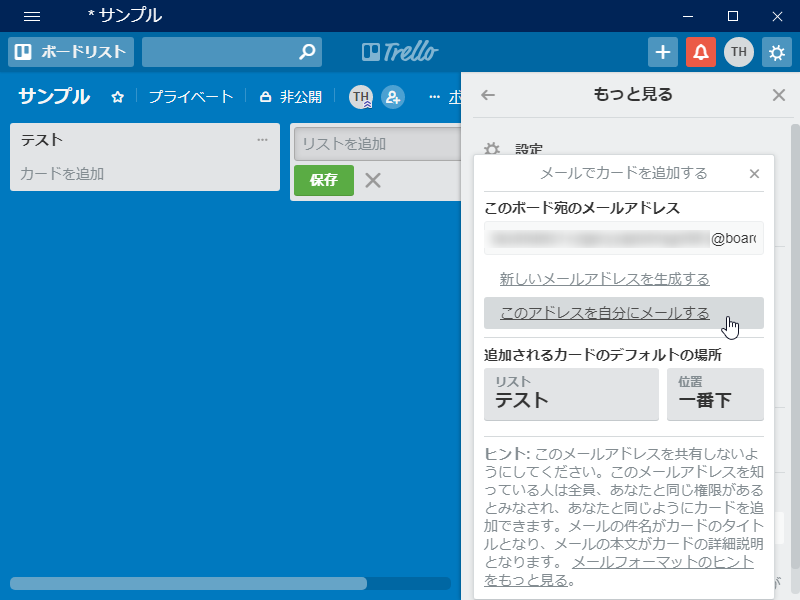 * サンプル
ボードリスト
Trello
TH
サンプル
プライベート
非公開
TH
もっと見る
テスト
カードを追加
リストを追加
保存
設定
メールでカードを追加する
このボード宛のメールアドレス
@boar
新しいメールアドレスを生成する
このアドレスを自分にメールする
追加されるカードのデフォルトの場所
リスト
テスト
位置
一番下
ヒント: このメールアドレスを共有しないよ
うにしてください。このメールアドレスを知
っている人は全員、あなたと同じ権限がある
とみなされ、あなたと同じようにカードを追
加できます。メールの件名がカードのタイト
ルとなり、メールの本文がカードの詳細説明
となります。 メールフォーマットのヒント
をもっと見る。